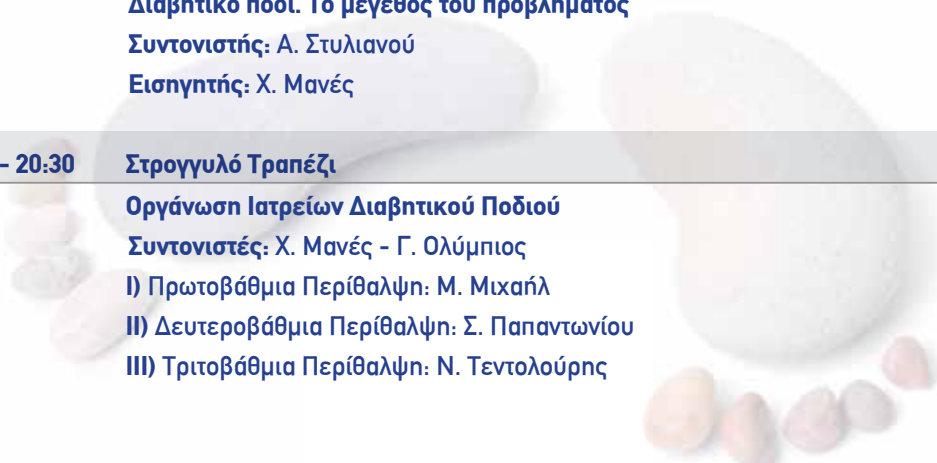 Διαβητικό πόδι. Το μέγεθος του προβλήματος
Συντονιστής: Α. Στυλιανού
Εισηγητής: Χ. Μανές
- 20:30 Στρογγυλό Τραπέζι
Οργάνωση Ιατρείων Διαβητικού Ποδιού
Συντονιστές: Χ. Μανές - Γ. Ολύμπιος
I) Πρωτοβάθμια Περίθαλψη: Μ. Μιχαήλ
II) Δευτεροβάθμια Περίθαλψη: Σ. Παπαντωνίου
III) Τριτοβάθμια Περίθαλψη: Ν. Τεντολούρης